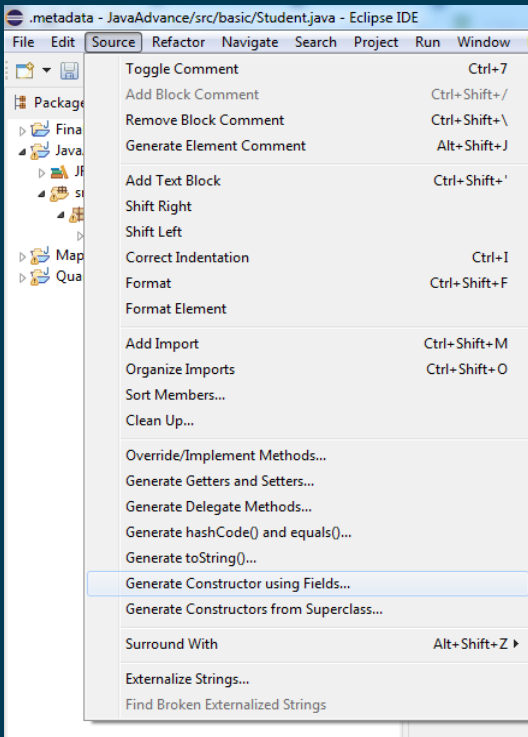 .metadata - JavaAdvance/src/basic/Student.java - Eclipse IDE
File Edit Source Refactor Navigate Search Project Run Window
Package
Fina
Java
JR
sr
Map
Qua
Toggle Comment Ctrl+7
Add Block Comment Ctrl+Shift+/
Remove Block Comment Ctrl+Shift+\
Generate Element Comment Alt+Shift+J
Add Text Block Ctrl+Shift+'
Shift Right
Shift Left
Correct Indentation Ctrl+I
Format Ctrl+Shift+F
Format Element
Add Import Ctrl+Shift+M
Organize Imports Ctrl+Shift+O
Sort Members...
Clean Up...
Override/Implement Methods...
Generate Getters and Setters...
Generate Delegate Methods...
Generate hashCode() and equals()...
Generate toString()...
Generate Constructor using Fields...
Generate Constructors from Superclass...
Surround With Alt+Shift+Z
Externalize Strings...
Find Broken Externalized Strings